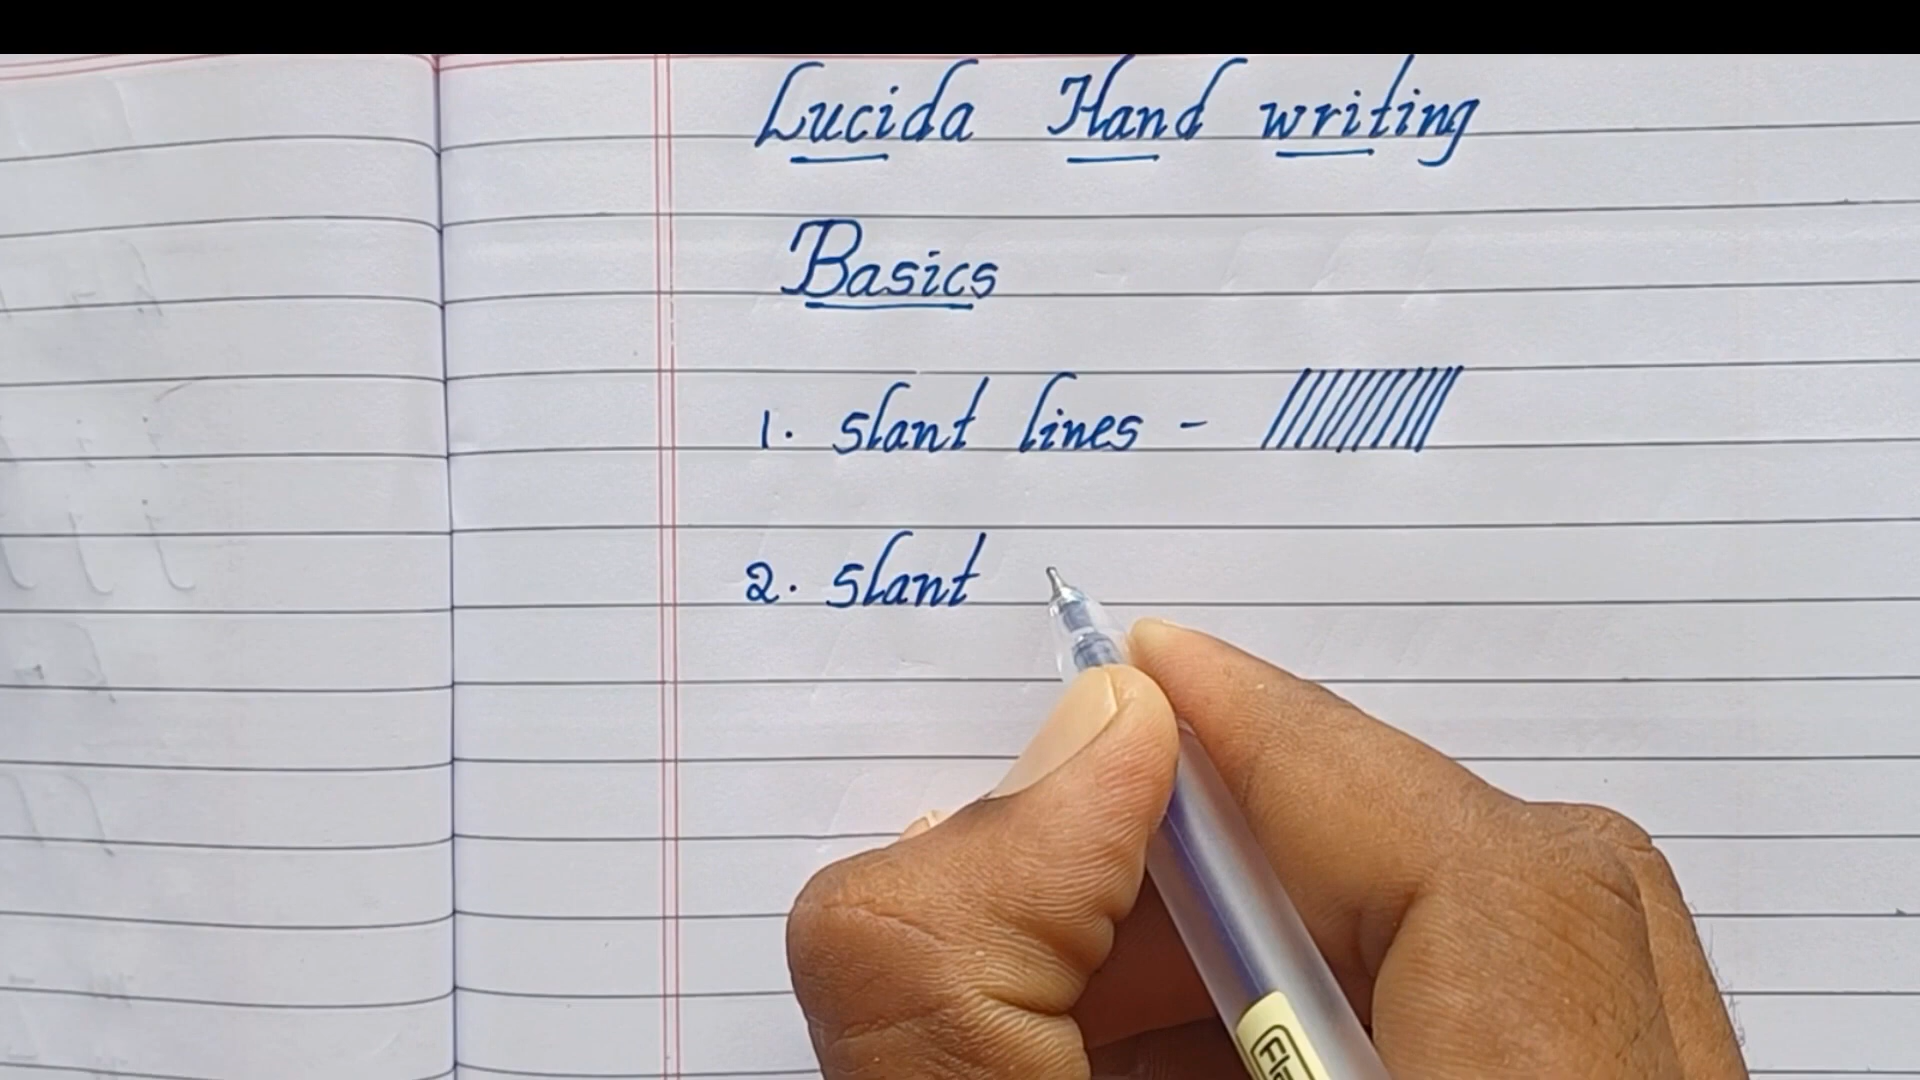 Lucida Hand writing
Basics
1. slant lines -
2. slant